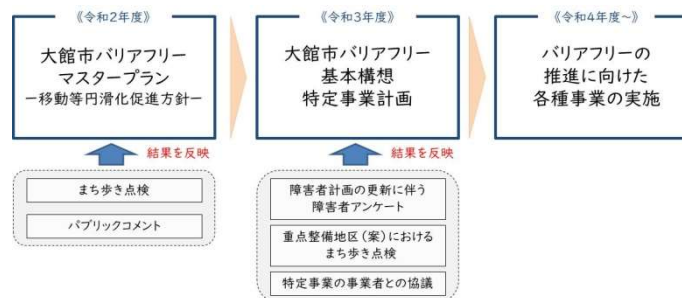 《令和2年度》
大館市バリアフリー
マスタープラン
ー移動等円滑化促進方針ー
結果を反映
まち歩き点検
パブリックコメント
《令和3年度》
大館市バリアフリー
基本構想
特定事業計画
結果を反映
障害者計画の更新に伴う
障害者アンケート
重点整備地区(案)における
まち歩き点検
特定事業の事業者との協議
《令和4年度~》
バリアフリーの
推進に向けた
各種事業の実施